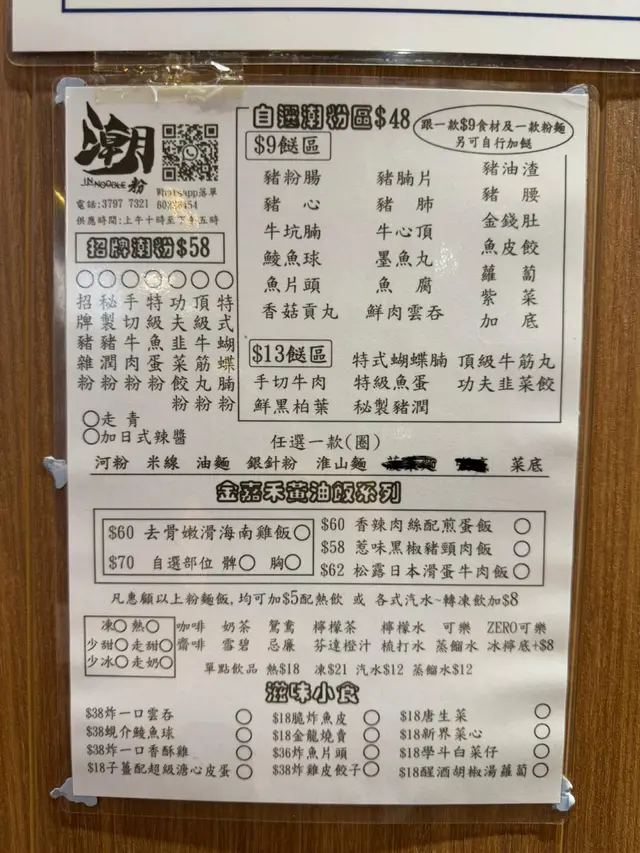 潮
J.N.NOODLE 粉
Whatsapp落單
電話:3797 7321
供應時間:上午十時至下午五時
招牌潮粉$58
招牌豬雜粉
秘製豬潤粉
手切牛肉粉
特級魚蛋粉
功夫韭菜餃粉
頂級牛筋丸粉
特式蝴蝶腩粉
走青
加日式辣醬
自選潮粉區$48
跟一款$9食材及一款粉麵
另可自行加餸
$9餸區
豬粉腸 豬腩片 豬油渣
豬心 豬肺 豬腰
牛坑腩 牛心頂 金錢肚
鯪魚球 墨魚丸 魚皮餃
魚片頭 魚腐 蘿蔔
香菇貢丸 鮮肉雲吞 紫菜
加底
$13餸區 特式蝴蝶腩 頂級牛筋丸
手切牛肉 特級魚蛋 功夫韭菜餃
鮮黑柏葉 秘製豬潤
任選一款(圈)
河粉 米線 油麵 銀針粉 淮山麵 菜底
金嘉禾黃油飯系列
$60 去骨嫩滑海南雞飯
$70 自選部位 髀 胸
$60 香辣肉絲配煎蛋飯
$58 惹味黑椒豬頸肉飯
$62 松露日本滑蛋牛肉飯
凡惠顧以上粉麵飯,均可加$5配熱飲 或 各式汽水~轉凍飲加$8
凍 熱 咖啡 奶茶 鴛鴦 檸檬茶 檸檬水 可樂 ZERO可樂
少甜 走甜 齋啡 雪碧 忌廉 芬達橙汁 梳打水 蒸餾水 冰檸底+$8
少冰 走奶 單點飲品 熱$18 凍$21 汽水$12 蒸餾水$12
滋味小食
$38炸一口雲吞 $18脆炸魚皮 $18唐生菜
$38蜆介鯪魚球 $18金龍燒賣 $18新界菜心
$38炸一口香酥雞 $36炸魚片頭 $18學斗白菜仔
$18子薑配超級溏心皮蛋 $38炸雞皮餃子 $18醒酒胡椒湯蘿蔔